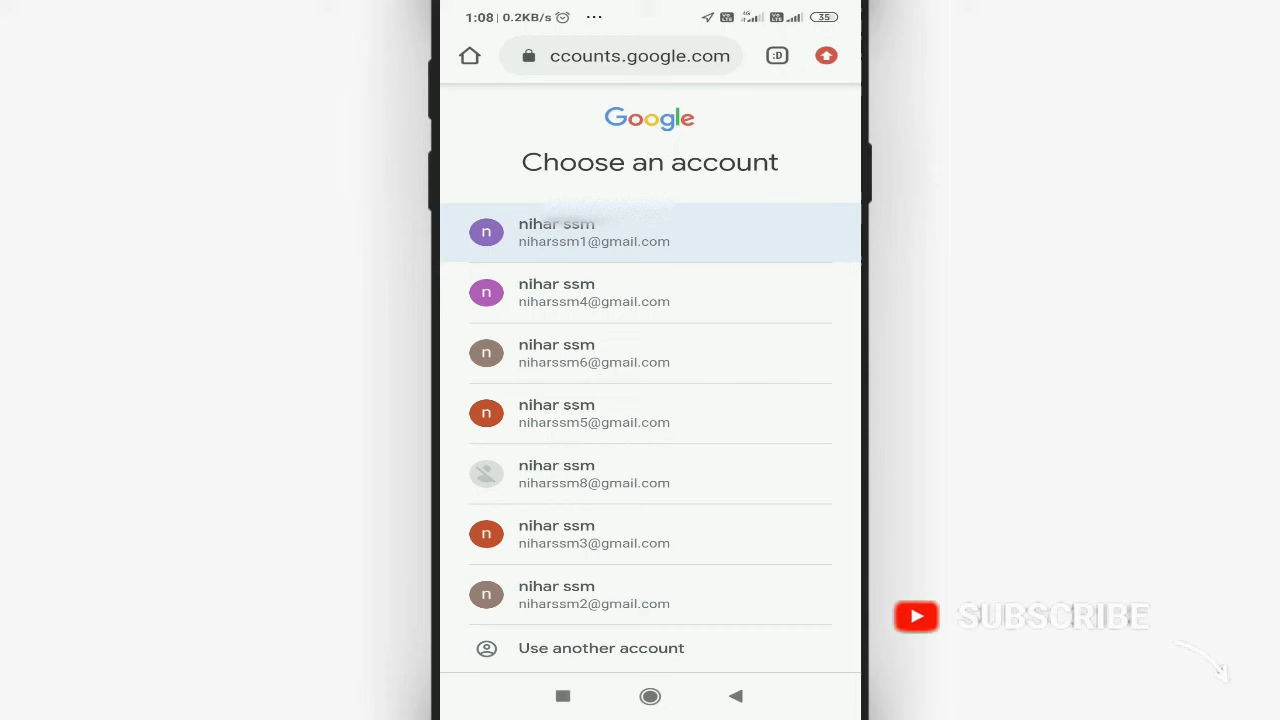 1:08 | 0.2KB/s ...
35
ccounts.google.com
:D
Google
Choose an account
n
nihar ssm
niharssm1@gmail.com
n
nihar ssm
niharssm4@gmail.com
n
nihar ssm
niharssm6@gmail.com
n
nihar ssm
niharssm5@gmail.com
nihar ssm
niharssm8@gmail.com
n
nihar ssm
niharssm3@gmail.com
n
nihar ssm
niharssm2@gmail.com
Use another account
SUBSCRIBE